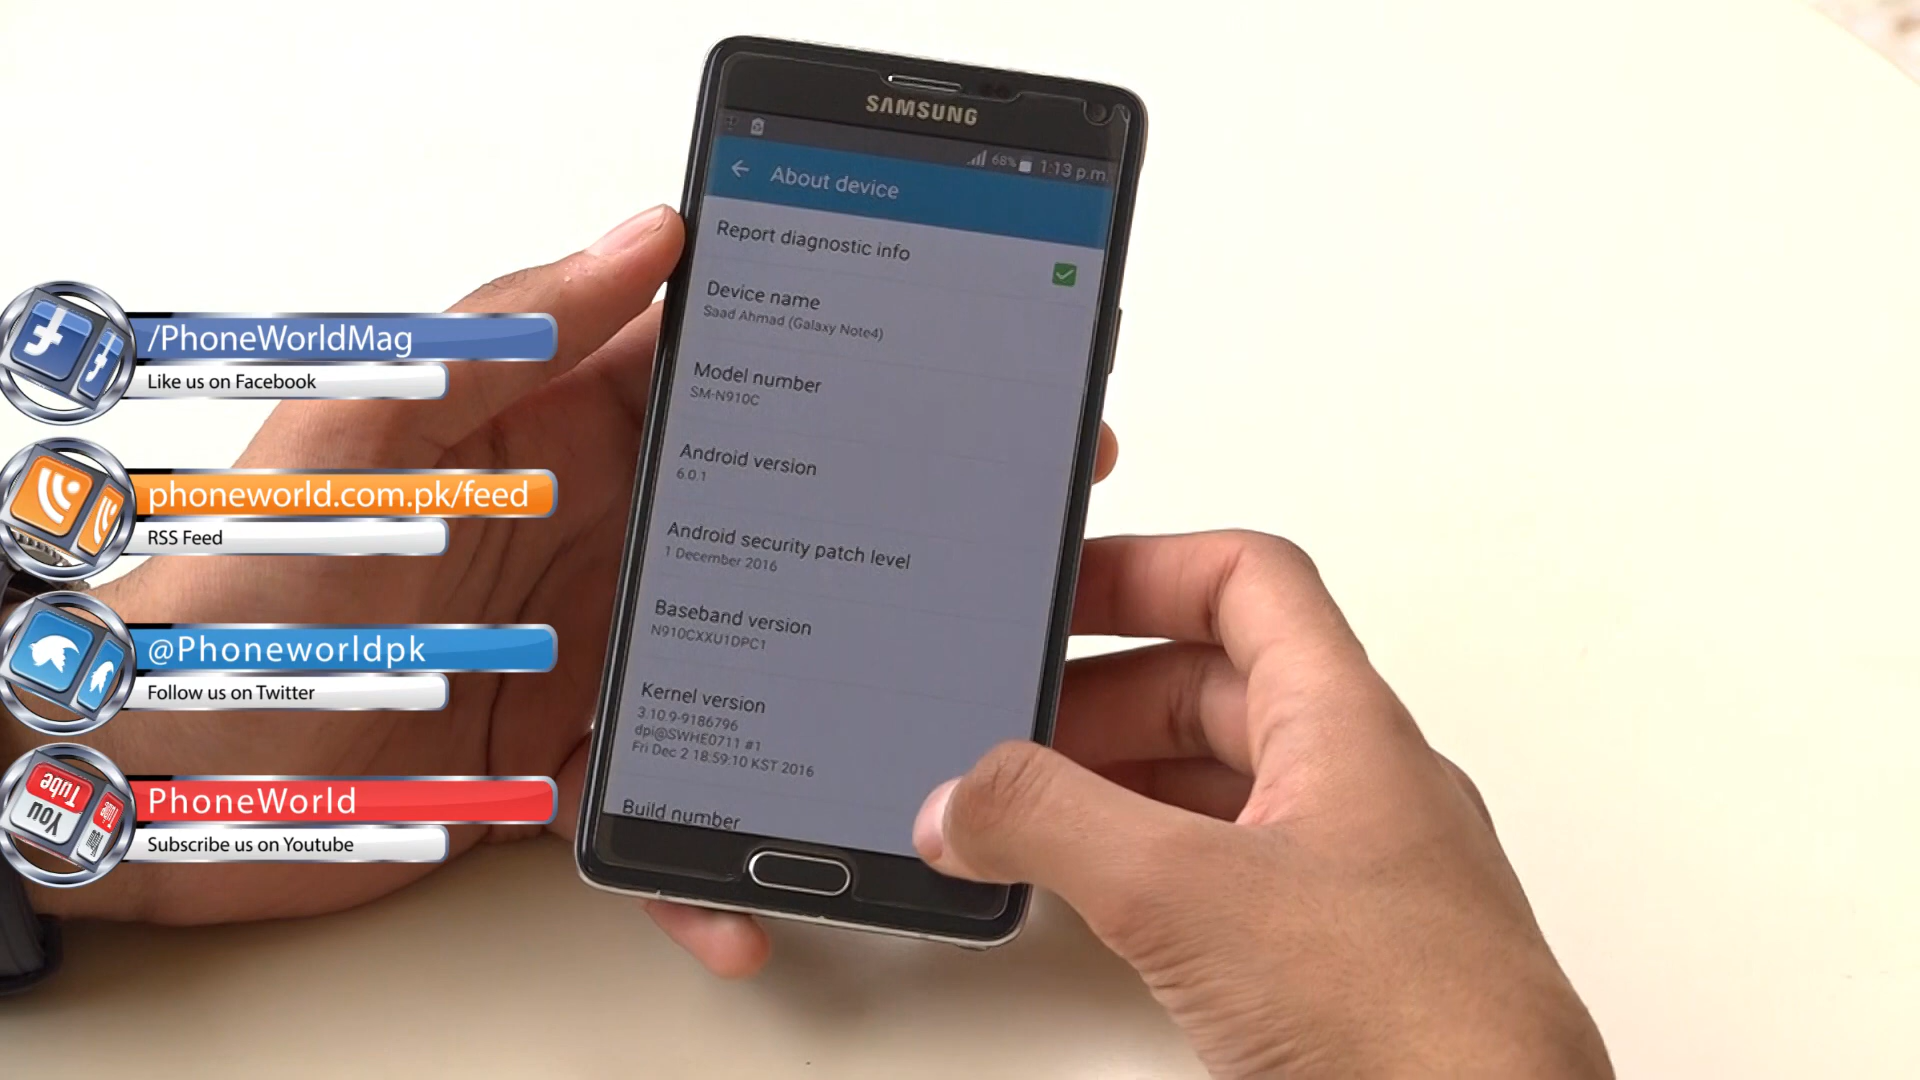 SAMSUNG
68% 1:13 p.m.
About device
Report diagnostic info
Device name
Saad Ahmad (Galaxy Note4)
Model number
SM-N910C
Android version
6.0.1
Android security patch level
1 December 2016
Baseband version
N910CXXU1DPC1
Kernel version
3.10.9-9186796
dpi@SWHE0711 #1
Fri Dec 2 18:59:10 KST 2016
Build number
/PhoneWorldMag
Like us on Facebook
phoneworld.com.pk/feed
RSS Feed
@Phoneworldpk
Follow us on Twitter
You Tube
PhoneWorld
Subscribe us on Youtube